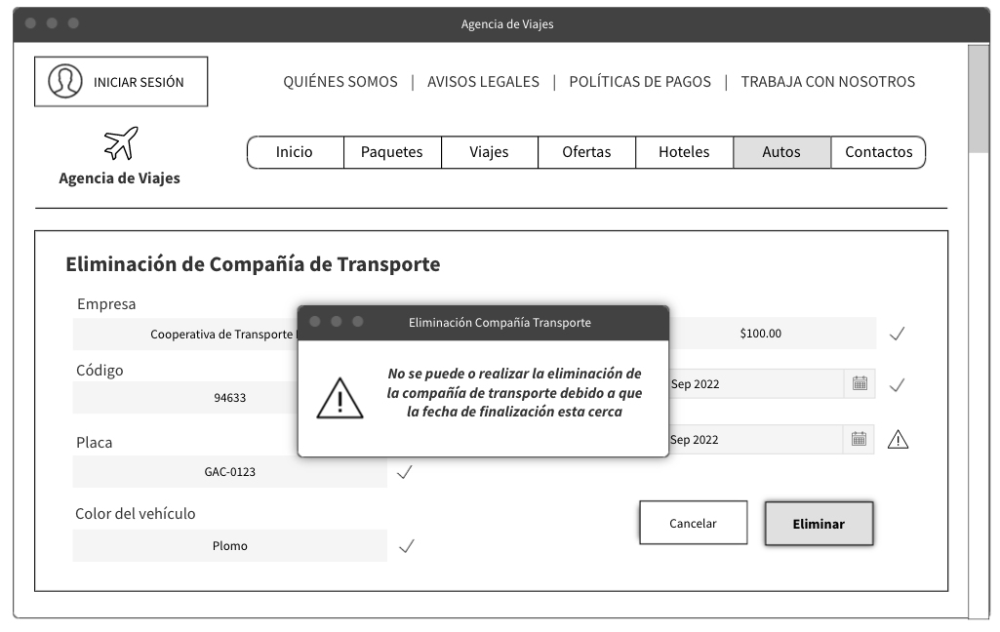 Agencia de Viajes
INICIAR SESIÓN
QUIÉNES SOMOS | AVISOS LEGALES | POLÍTICAS DE PAGOS | TRABAJA CON NOSOTROS
Agencia de Viajes
Inicio Paquetes Viajes Ofertas Hoteles Autos Contactos
Eliminación de Compañía de Transporte
Empresa
Cooperativa de Transporte
Código
94633
Placa
GAC-0123
Color del vehículo
Plomo
Eliminación Compañía Transporte
No se puede o realizar la eliminación de
la compañía de transporte debido a que
la fecha de finalización esta cerca
$100.00
Sep 2022
Sep 2022
Cancelar
Eliminar